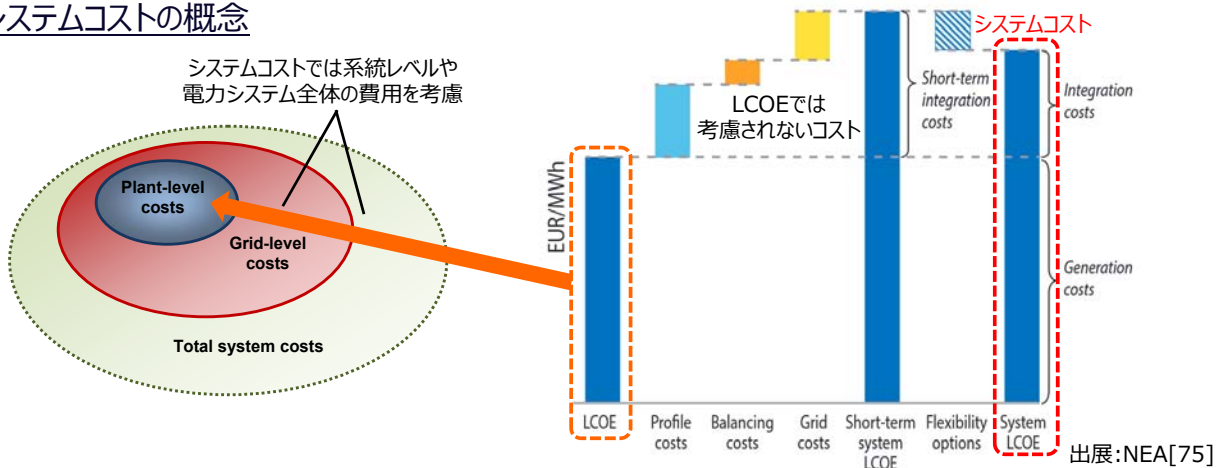 システムコストの概念
システムコストでは系統レベルや
電力システム全体の費用を考慮
Plant-level
costs
Grid-level
costs
Total system costs
システムコスト
LCOEでは
考慮されないコスト
Short-term
integration
costs
Integration
costs
Generation
costs
EUR/MWh
LCOE
Profile
costs
Balancing
costs
Grid
costs
Short-term
system
LCOE
Flexibility
options
System
LCOE
出展:NEA[75]